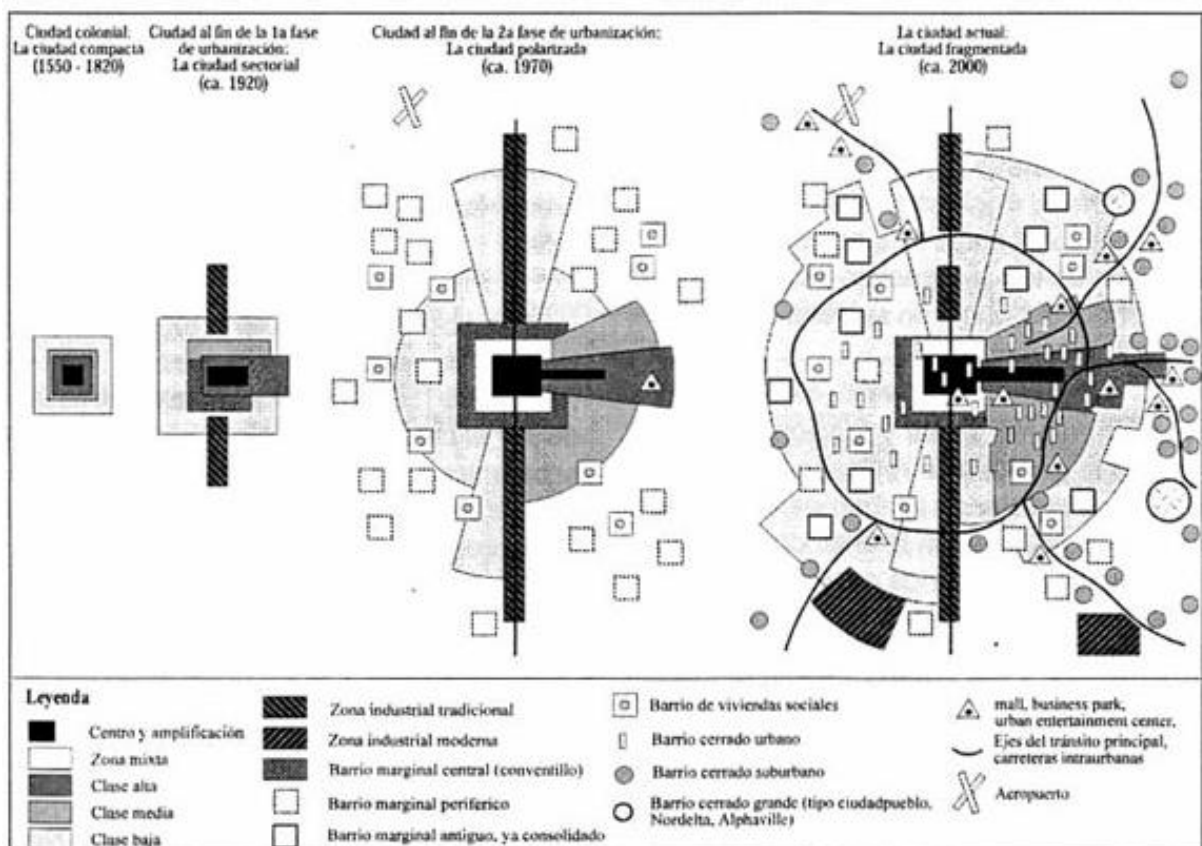 Ciudad colonial:
La ciudad compacta
(1550 - 1820)
Ciudad al fin de la 1a fase
de urbanización:
La ciudad sectorial
(ca. 1920)
Ciudad al fin de la 2a fase de urbanización:
La ciudad polarizada
(ca. 1970)
La ciudad actual:
La ciudad fragmentada
(ca. 2000)
Leyenda
Centro y amplificación
Zona mixta
Clase alta
Clase media
Clase baja
Zona industrial tradicional
Zona industrial moderna
Barrio marginal central (conventillo)
Barrio marginal periférico
Barrio marginal antiguo, ya consolidado
Barrio de viviendas sociales
Barrio cerrado urbano
Barrio cerrado suburbano
Barrio cerrado grande (tipo ciudadpueblo,
Nordelta, Alphaville)
mall, business park,
urban entertainment center,
Ejes del tránsito principal,
carreteras intraurbanas
Aeropuerto